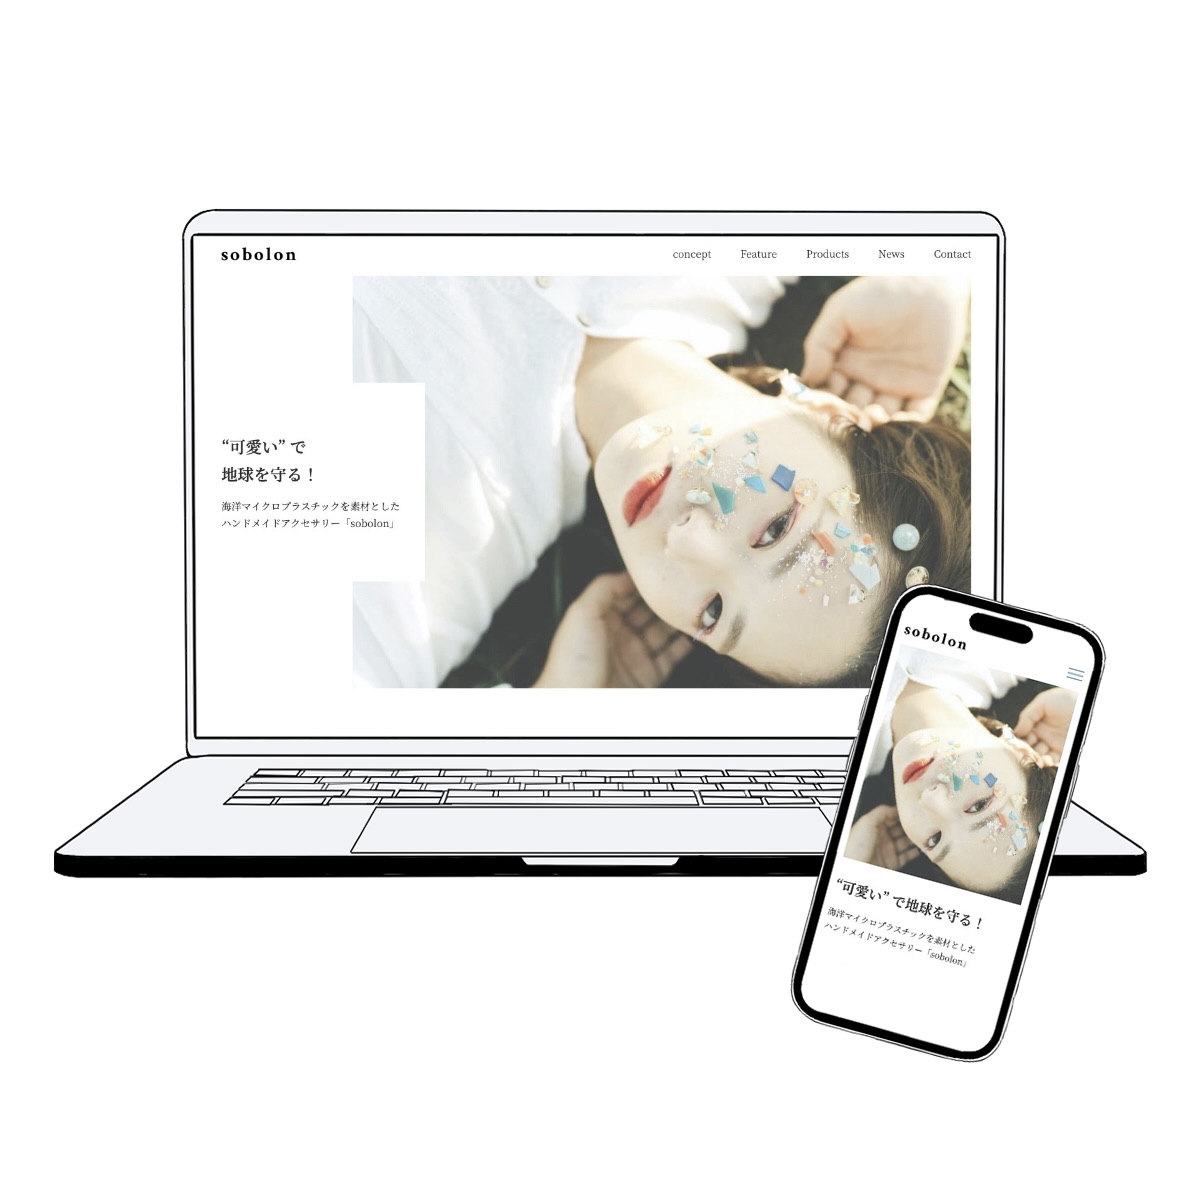 sobolon
concept Feature Products News Contact
“可愛い” で
地球を守る！
海洋マイクロプラスチックを素材とした
ハンドメイドアクセサリー「sobolon」
sobolon
“可愛い” で地球を守る！
海洋マイクロプラスチックを素材とした
ハンドメイドアクセサリー「sobolon」